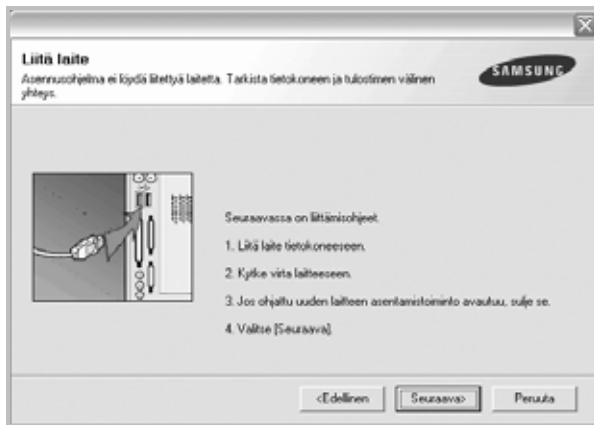 Liitä laite
Asennusohjelma ei löydä liitettyä laitetta. Tarkista tietokoneen ja tulostimen välinen
yhteys.
SAMSUNG
Seuraavassa on liittämisohjeet.
1. Liitä laite tietokoneeseen.
2. Kytke virta laitteeseen.
3. Jos ohjattu uuden laitteen asentamistoiminto avautuu, sulje se.
4. Valitse [Seuraava].
<Edellinen
Seuraava>
Peruuta